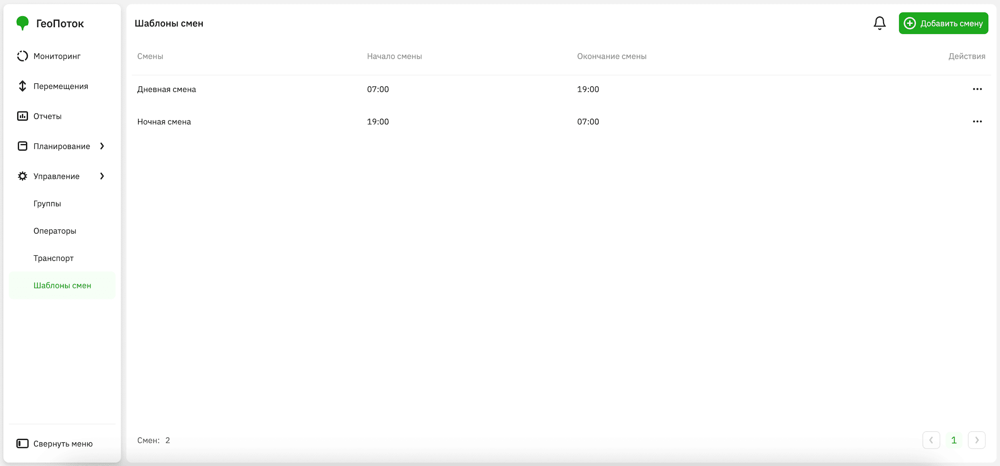 ГеоПоток
Мониторинг
Перемещения
Отчеты
Планирование
Управление
Группы
Операторы
Транспорт
Шаблоны смен
Свернуть меню
Шаблоны смен
Добавить смену
Смены Начало смены Окончание смены Действия
Дневная смена 07:00 19:00
Ночная смена 19:00 07:00
Смен: 2
1